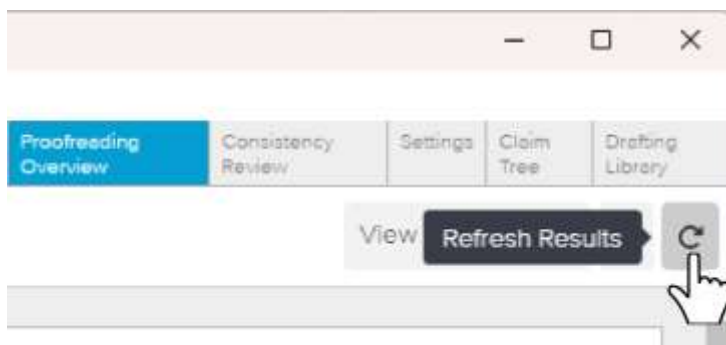 Proofreading
Overview
Consistency
Review
Settings
Claim
Tree
Drafting
Library
View
Refresh Results